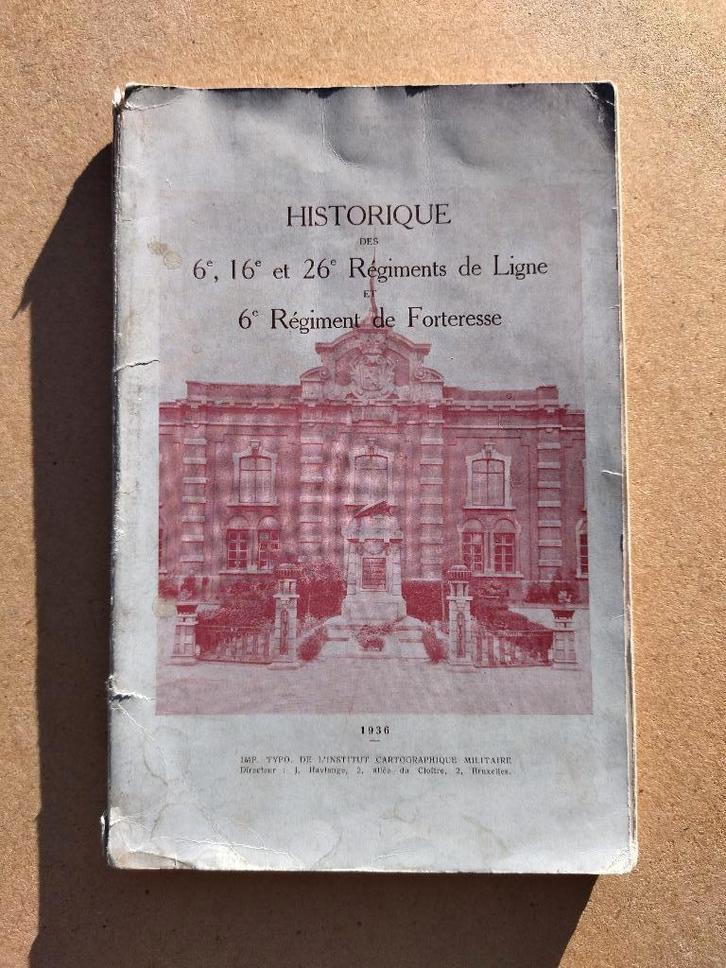 HISTORIQUE
DES
6e, 16e et 26e Régiments de Ligne
ET
6e Régiment de Forteresse
1936
IMP. TYPO. DE L'INSTITUT CARTOGRAPHIQUE MILITAIRE
Directeur : J. Havlange, 2, allée du Cloître, 2, Bruxelles.